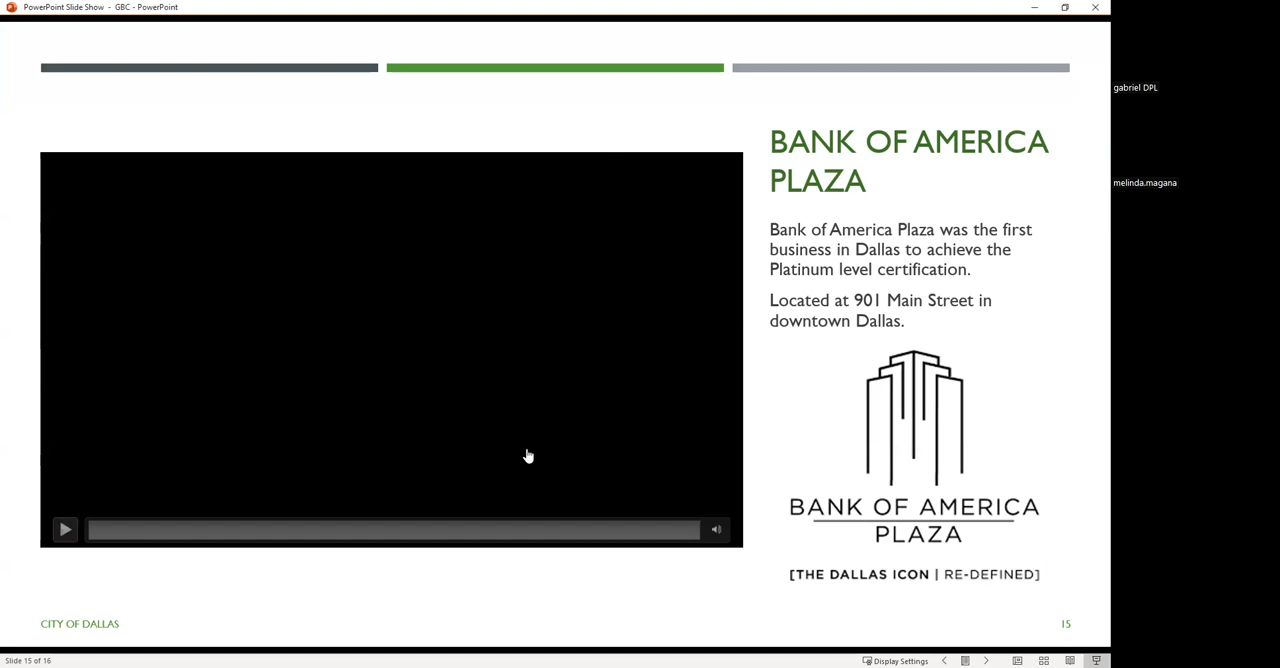 PowerPoint Slide Show - GBC - PowerPoint
gabriel DPL
melinda.magana
BANK OF AMERICA
PLAZA
Bank of America Plaza was the first
business in Dallas to achieve the
Platinum level certification.
Located at 901 Main Street in
downtown Dallas.
BANK OF AMERICA
PLAZA
[THE DALLAS ICON | RE-DEFINED]
CITY OF DALLAS
15
Slide 15 of 16
Display Settings